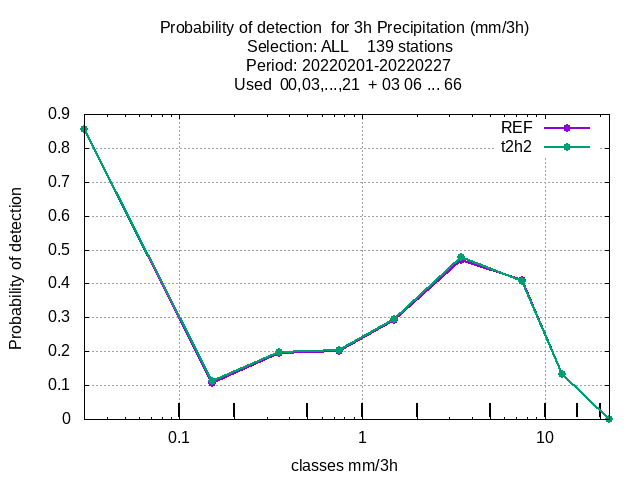 Probability of detection  for 3h Precipitation (mm/3h)
Selection: ALL    139 stations
Period: 20220201-20220227
Used  00,03,...,21  + 03 06 ... 66
REF
t2h2
0.9
0.8
0.7
0.6
0.5
0.4
0.3
0.2
0.1
0
Probability of detection
0.1 1 10
classes mm/3h